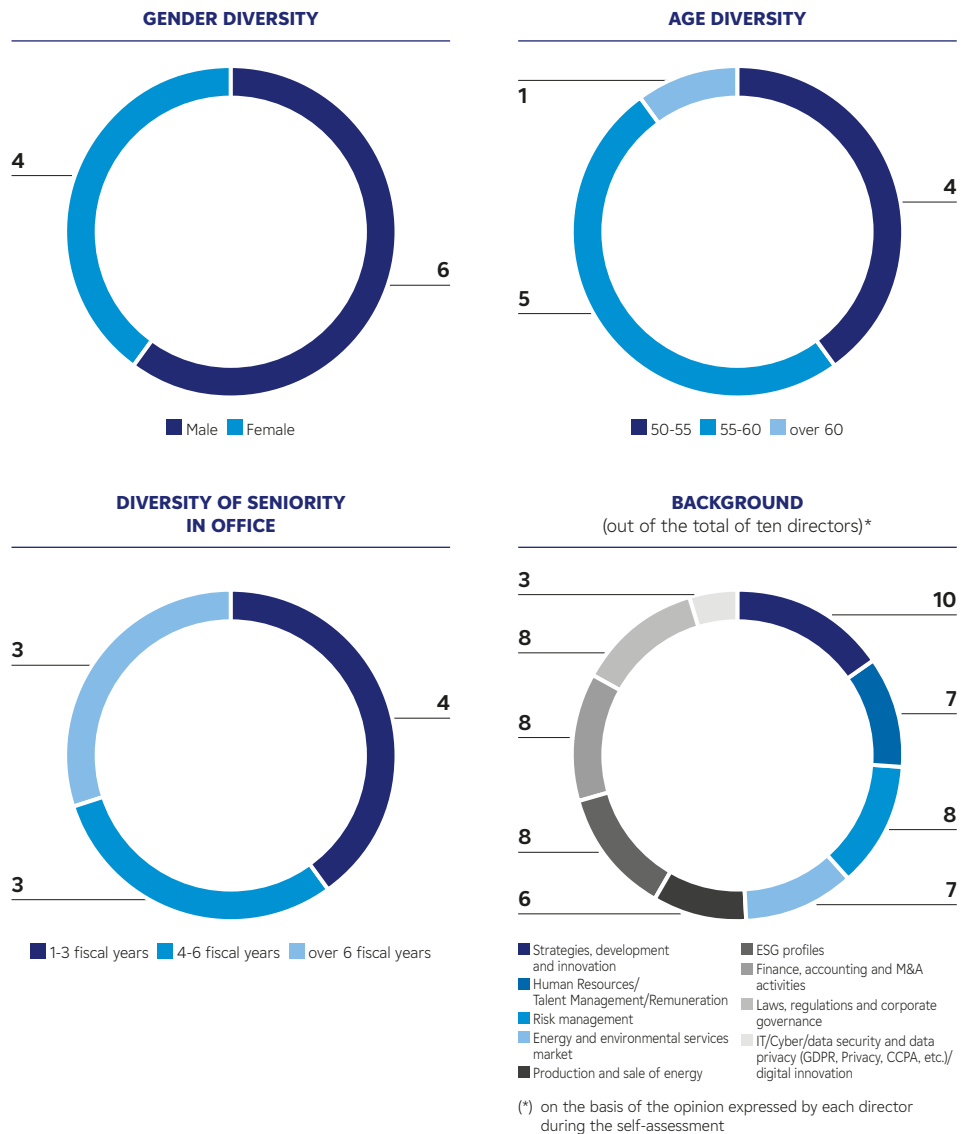 GENDER DIVERSITY
4
6
Male
Female
AGE DIVERSITY
1
4
5
50-55
55-60
over 60
DIVERSITY OF SENIORITY
IN OFFICE
3
4
3
1-3 fiscal years
4-6 fiscal years
over 6 fiscal years
BACKGROUND
(out of the total of ten directors)*
3
10
8
7
8
8
8
7
6
Strategies, development
and innovation
Human Resources/
Talent Management/Remuneration
Risk management
Energy and environmental services
market
Production and sale of energy
ESG profiles
Finance, accounting and M&A
activities
Laws, regulations and corporate
governance
IT/Cyber/data security and data
privacy (GDPR, Privacy, CCPA, etc.)/
digital innovation
(*) on the basis of the opinion expressed by each director
during the self-assessment